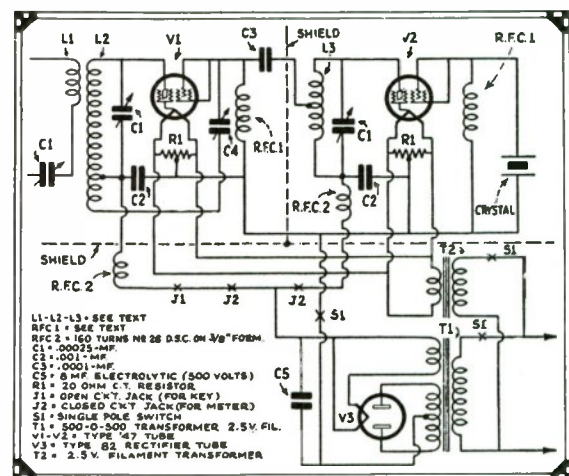 L1
L2
V1
C3
SHIELD
L3
V2
R.F.C.1
C1
C1
R1
C4
R.F.C.1
C1
R1
C2
C2
R.F.C.2
CRYSTAL
SHIELD
R.F.C.2
J1
J2
J2
S1
T2
S1
T1
S1
C5
V3
L1-L2-L3 = SEE TEXT
RFC1 = SEE TEXT
RFC2 = 160 TURNS No 28 D.S.C. ON 3/8" FORM.
C1 = .00025-MF.
C2 = .001-MF.
C3 = .0001-MF.
C5 = 8 MF. ELECTROLYTIC (500 VOLTS)
R1 = 20 OHM C.T. RESISTOR
J1 = OPEN CK'T. JACK (FOR KEY)
J2 = CLOSED CK'T JACK (FOR METER)
S1 = SINGLE POLE SWITCH
T1 = 500-0-500 TRANSFORMER 2.5 V. FIL.
V1-V2 = TYPE '47 TUBE
V3 = TYPE 82 RECTIFIER TUBE
T2 = 2.5 V. FILAMENT TRANSFORMER